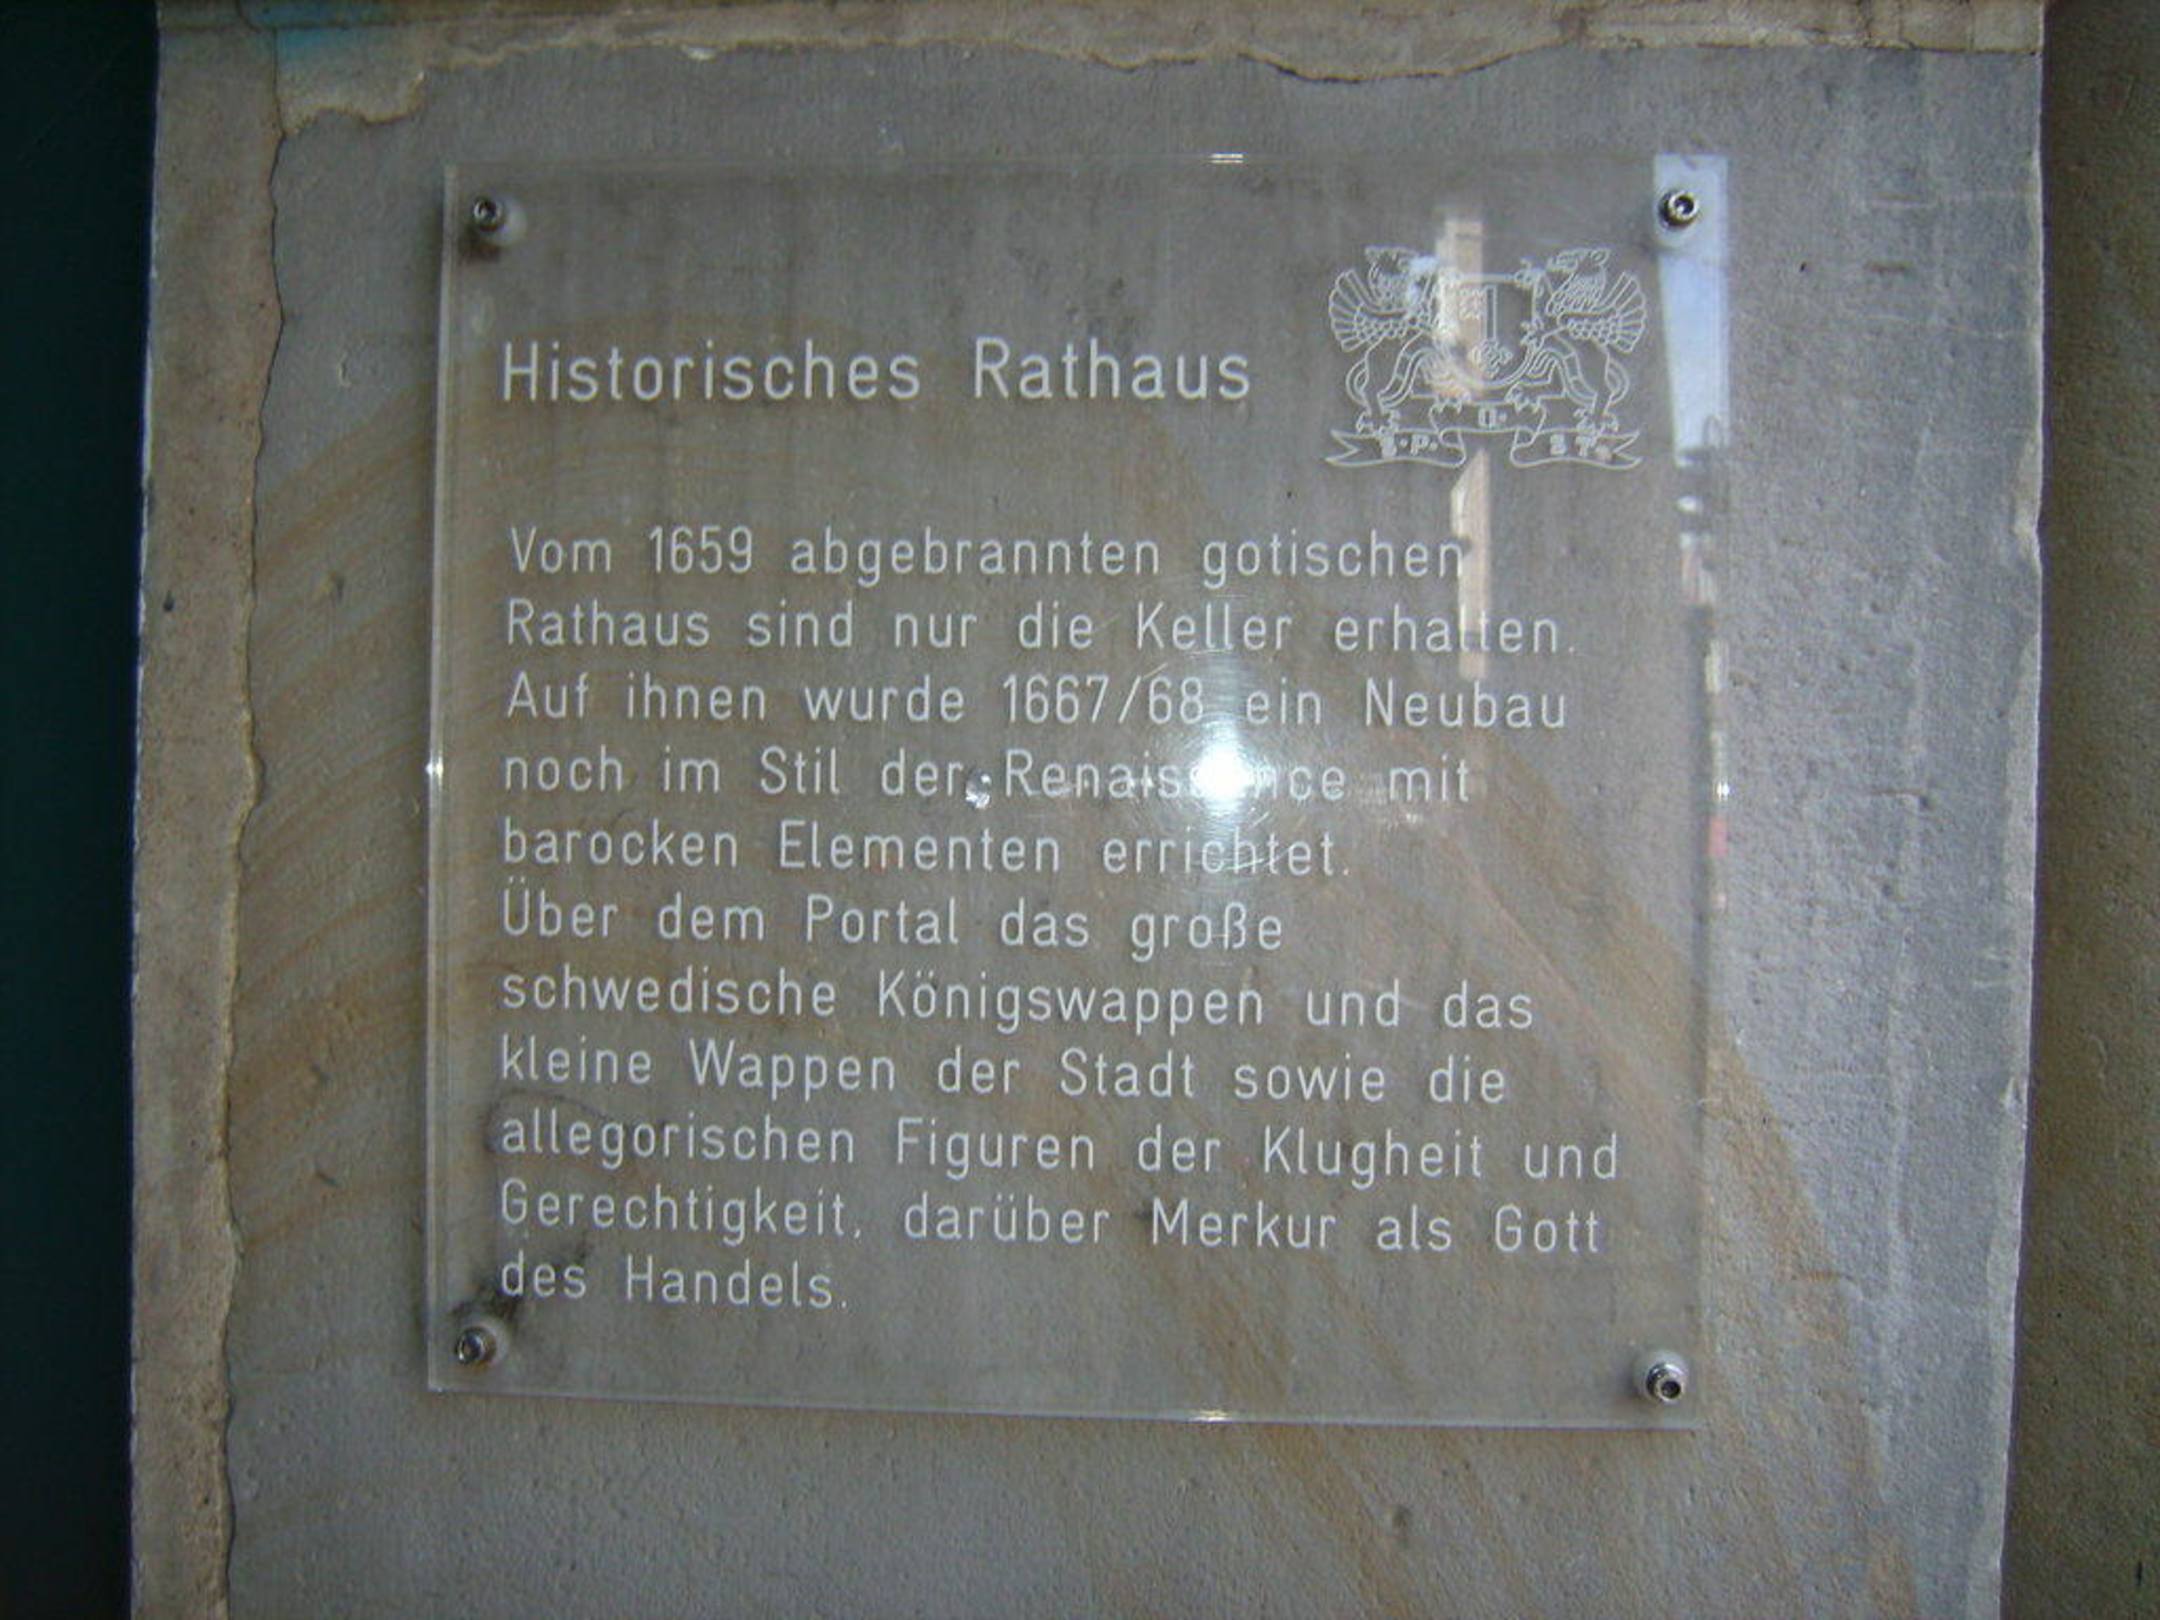 Historisches Rathaus
S·P·Q·ST
Vom 1659 abgebrannten gotischen
Rathaus sind nur die Keller erhalten.
Auf ihnen wurde 1667/68 ein Neubau
noch im Stil der Renaissance mit
barocken Elementen errichtet.
Über dem Portal das große
schwedische Königswappen und das
kleine Wappen der Stadt sowie die
allegorischen Figuren der Klugheit und
Gerechtigkeit, darüber Merkur als Gott
des Handels.